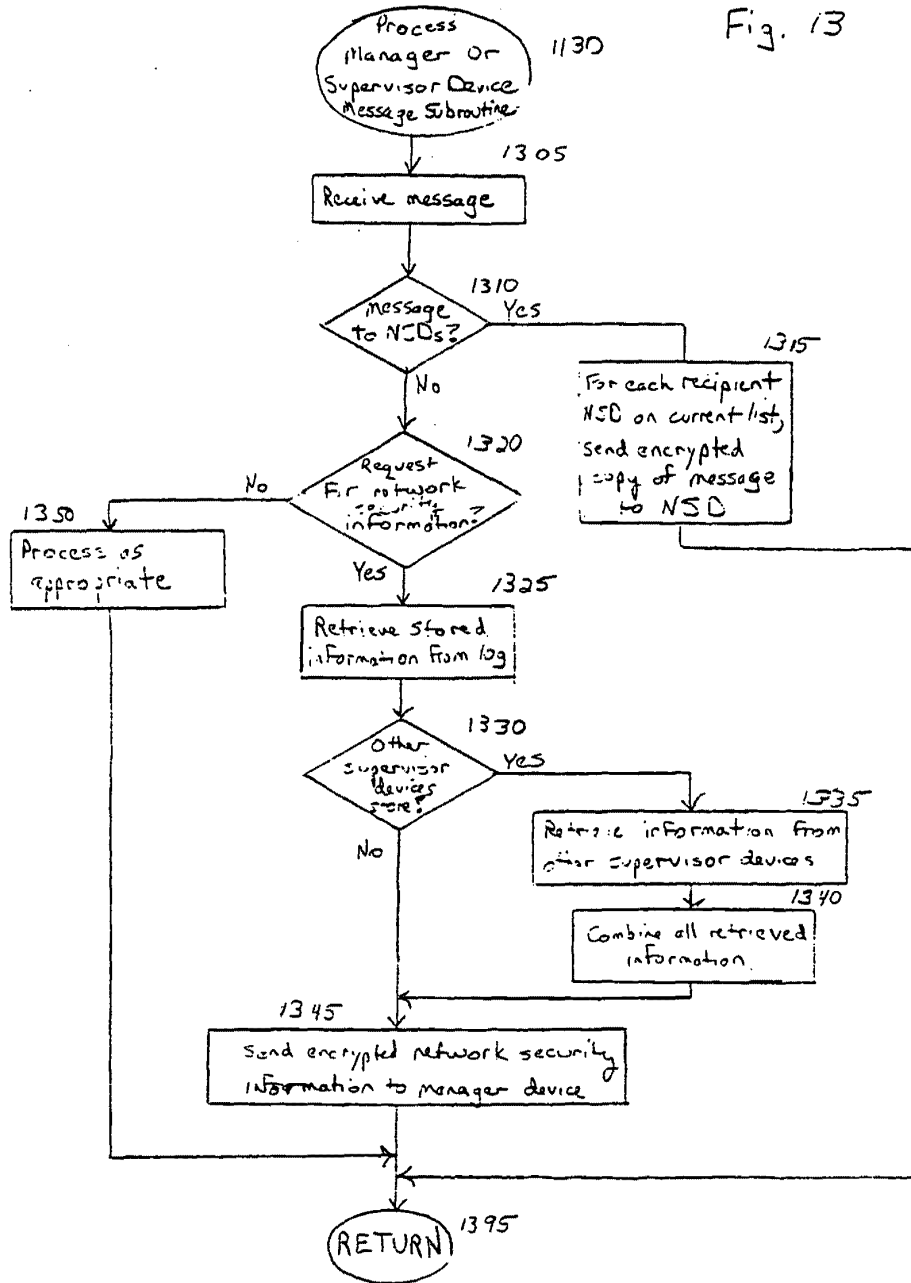 Fig. 13
Process
Manager Or
Supervisor Device
Message Subroutine
1130
1305
Receive message
1310
Message
to NSDs?
Yes
No
1315
For each recipient
NSD on current list,
send encrypted
copy of message
to NSD
1320
Request
For network
security
information?
No
Yes
1350
Process as
appropriate
1325
Retrieve stored
information from log
1330
Other
supervisor
devices
store?
Yes
No
1335
Retrieve information from
other supervisor devices
1340
Combine all retrieved
information
1345
Send encrypted network security
information to manager device
RETURN
1395